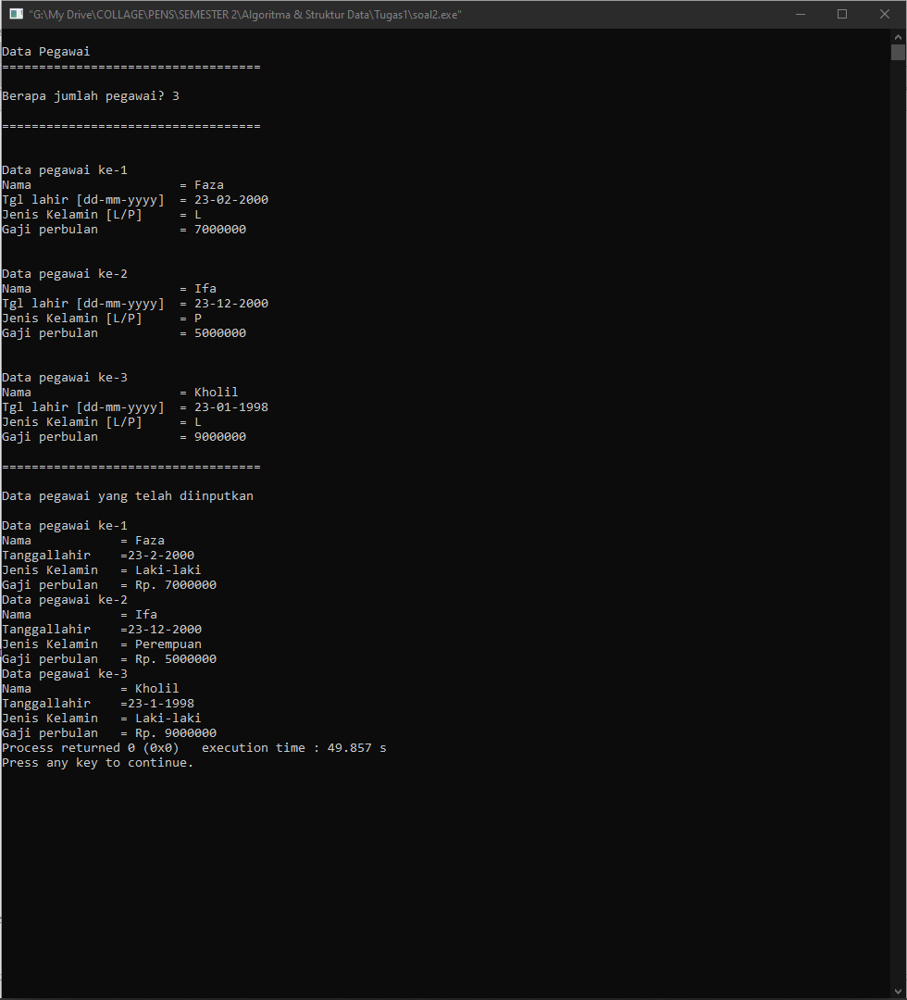 "G:\My Drive\COLLAGE\PENS\SEMESTER 2\Algoritma & Struktur Data\Tugas1\soal2.exe"
Data Pegawai
===================================
Berapa jumlah pegawai? 3
===================================
Data pegawai ke-1
Nama                    = Faza
Tgl lahir [dd-mm-yyyy]  = 23-02-2000
Jenis Kelamin [L/P]     = L
Gaji perbulan           = 7000000
Data pegawai ke-2
Nama                    = Ifa
Tgl lahir [dd-mm-yyyy]  = 23-12-2000
Jenis Kelamin [L/P]     = P
Gaji perbulan           = 5000000
Data pegawai ke-3
Nama                    = Kholil
Tgl lahir [dd-mm-yyyy]  = 23-01-1998
Jenis Kelamin [L/P]     = L
Gaji perbulan           = 9000000
===================================
Data pegawai yang telah diinputkan
Data pegawai ke-1
Nama            = Faza
Tanggallahir    =23-2-2000
Jenis Kelamin   = Laki-laki
Gaji perbulan   = Rp. 7000000
Data pegawai ke-2
Nama            = Ifa
Tanggallahir    =23-12-2000
Jenis Kelamin   = Perempuan
Gaji perbulan   = Rp. 5000000
Data pegawai ke-3
Nama            = Kholil
Tanggallahir    =23-1-1998
Jenis Kelamin   = Laki-laki
Gaji perbulan   = Rp. 9000000
Process returned 0 (0x0)   execution time : 49.857 s
Press any key to continue.